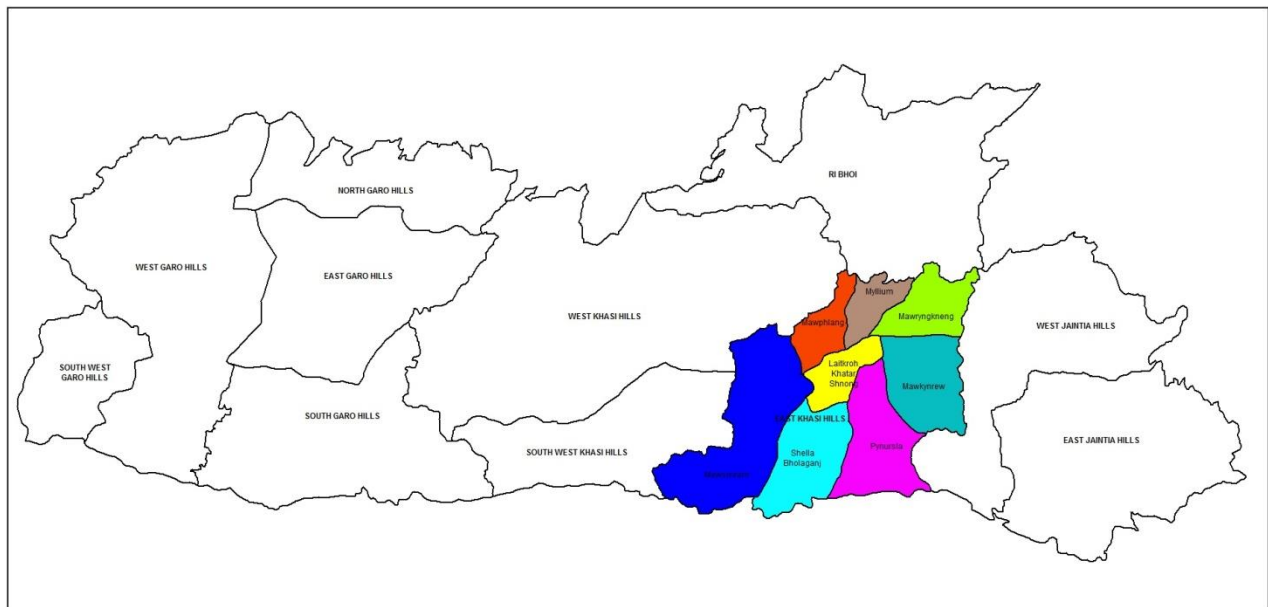 RI BHOI
NORTH GARO HILLS
WEST GARO HILLS
EAST GARO HILLS
Myllium
WEST KHASI HILLS
Mawphlang
Mawryngkneng
WEST JAINTIA HILLS
SOUTH WEST
GARO HILLS
Laitkroh
Khatar
Shnong
Mawkynrew
SOUTH GARO HILLS
EAST KHASI HILLS
EAST JAINTIA HILLS
SOUTH WEST KHASI HILLS
Shella
Bholaganj
Pynursla